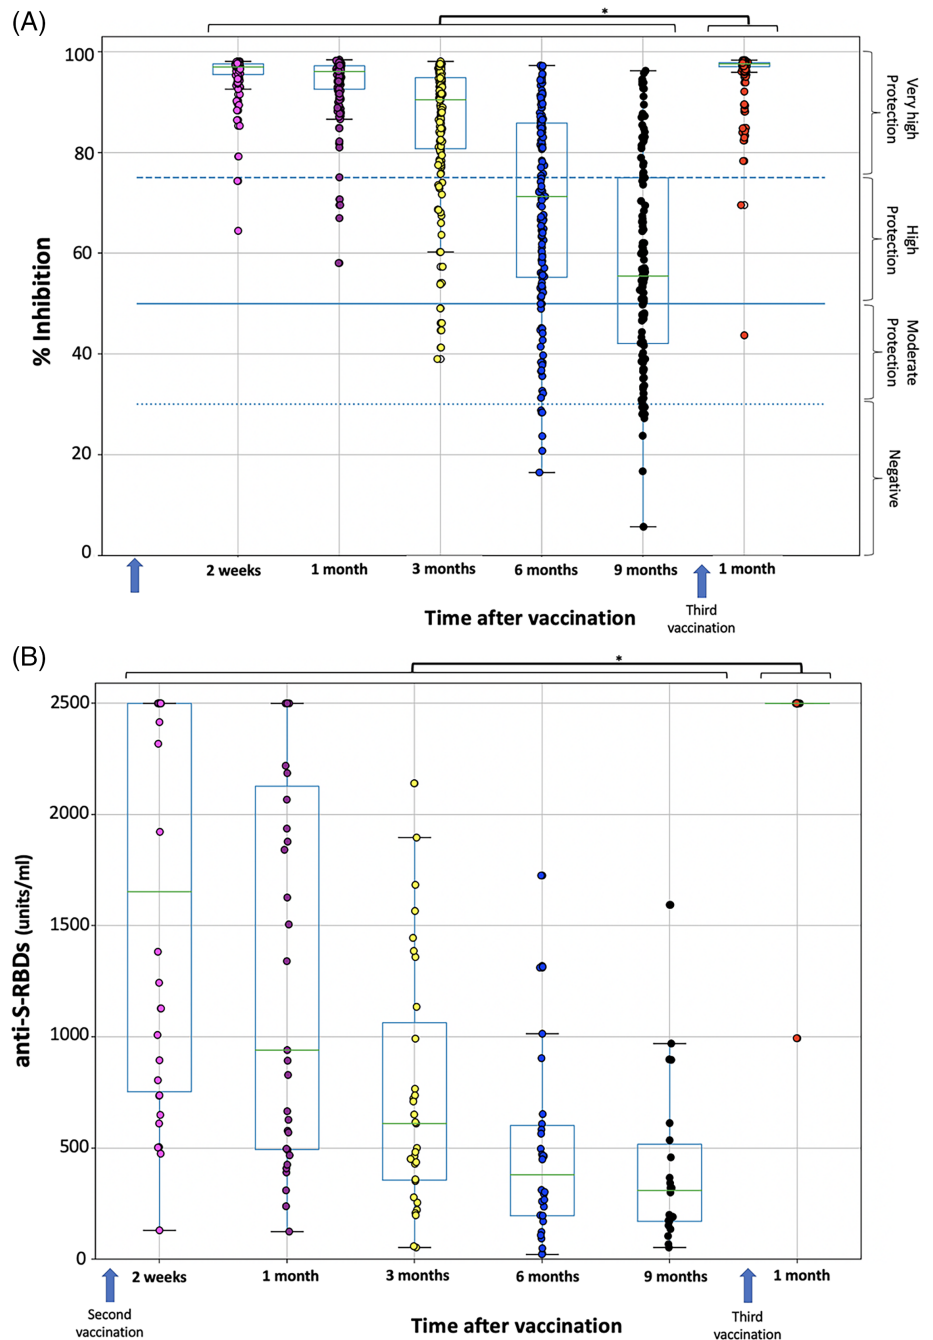 (A)
*
100
80
60
40
20
0
% Inhibition
Very high
Protection
High
Protection
Moderate
Protection
Negative
2 weeks
1 month
3 months
6 months
9 months
1 month
Time after vaccination
Third
vaccination
(B)
*
2500
2000
1500
1000
500
0
anti-S-RBDs (units/ml)
2 weeks
1 month
3 months
6 months
9 months
1 month
Second
vaccination
Time after vaccination
Third
vaccination